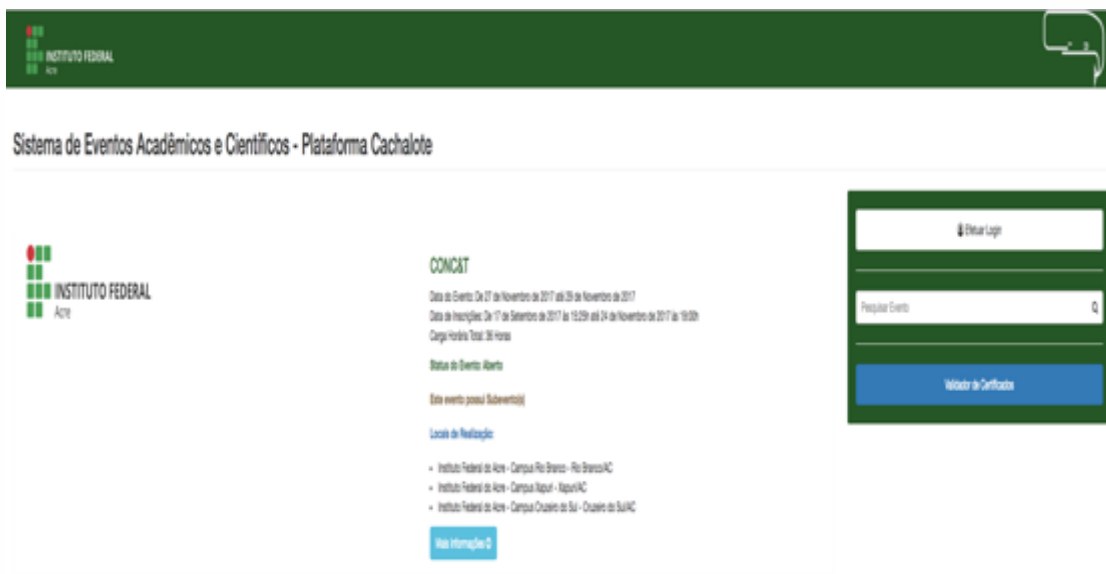 INSTITUTO FEDERAL
Acre
Sistema de Eventos Acadêmicos e Científicos - Plataforma Cachalote
INSTITUTO FEDERAL
Acre
CONC&T
Data do Evento: De 27 de Novembro de 2017 até 29 de Novembro de 2017
Data de Inscrições: De 17 de Setembro de 2017 às 15:25h até 24 de Novembro de 2017 às 19:00h
Carga Horária Total: 36 Horas
Status do Evento: Aberto
Este evento possui Subevento(s)
Locais de Realização:
Instituto Federal do Acre - Campus Rio Branco - Rio Branco/AC
Instituto Federal do Acre - Campus Xapuri - Xapuri/AC
Instituto Federal do Acre - Campus Cruzeiro do Sul - Cruzeiro do Sul/AC
Mais Informações
Efetuar Login
Pesquisar Evento
Validador de Certificados